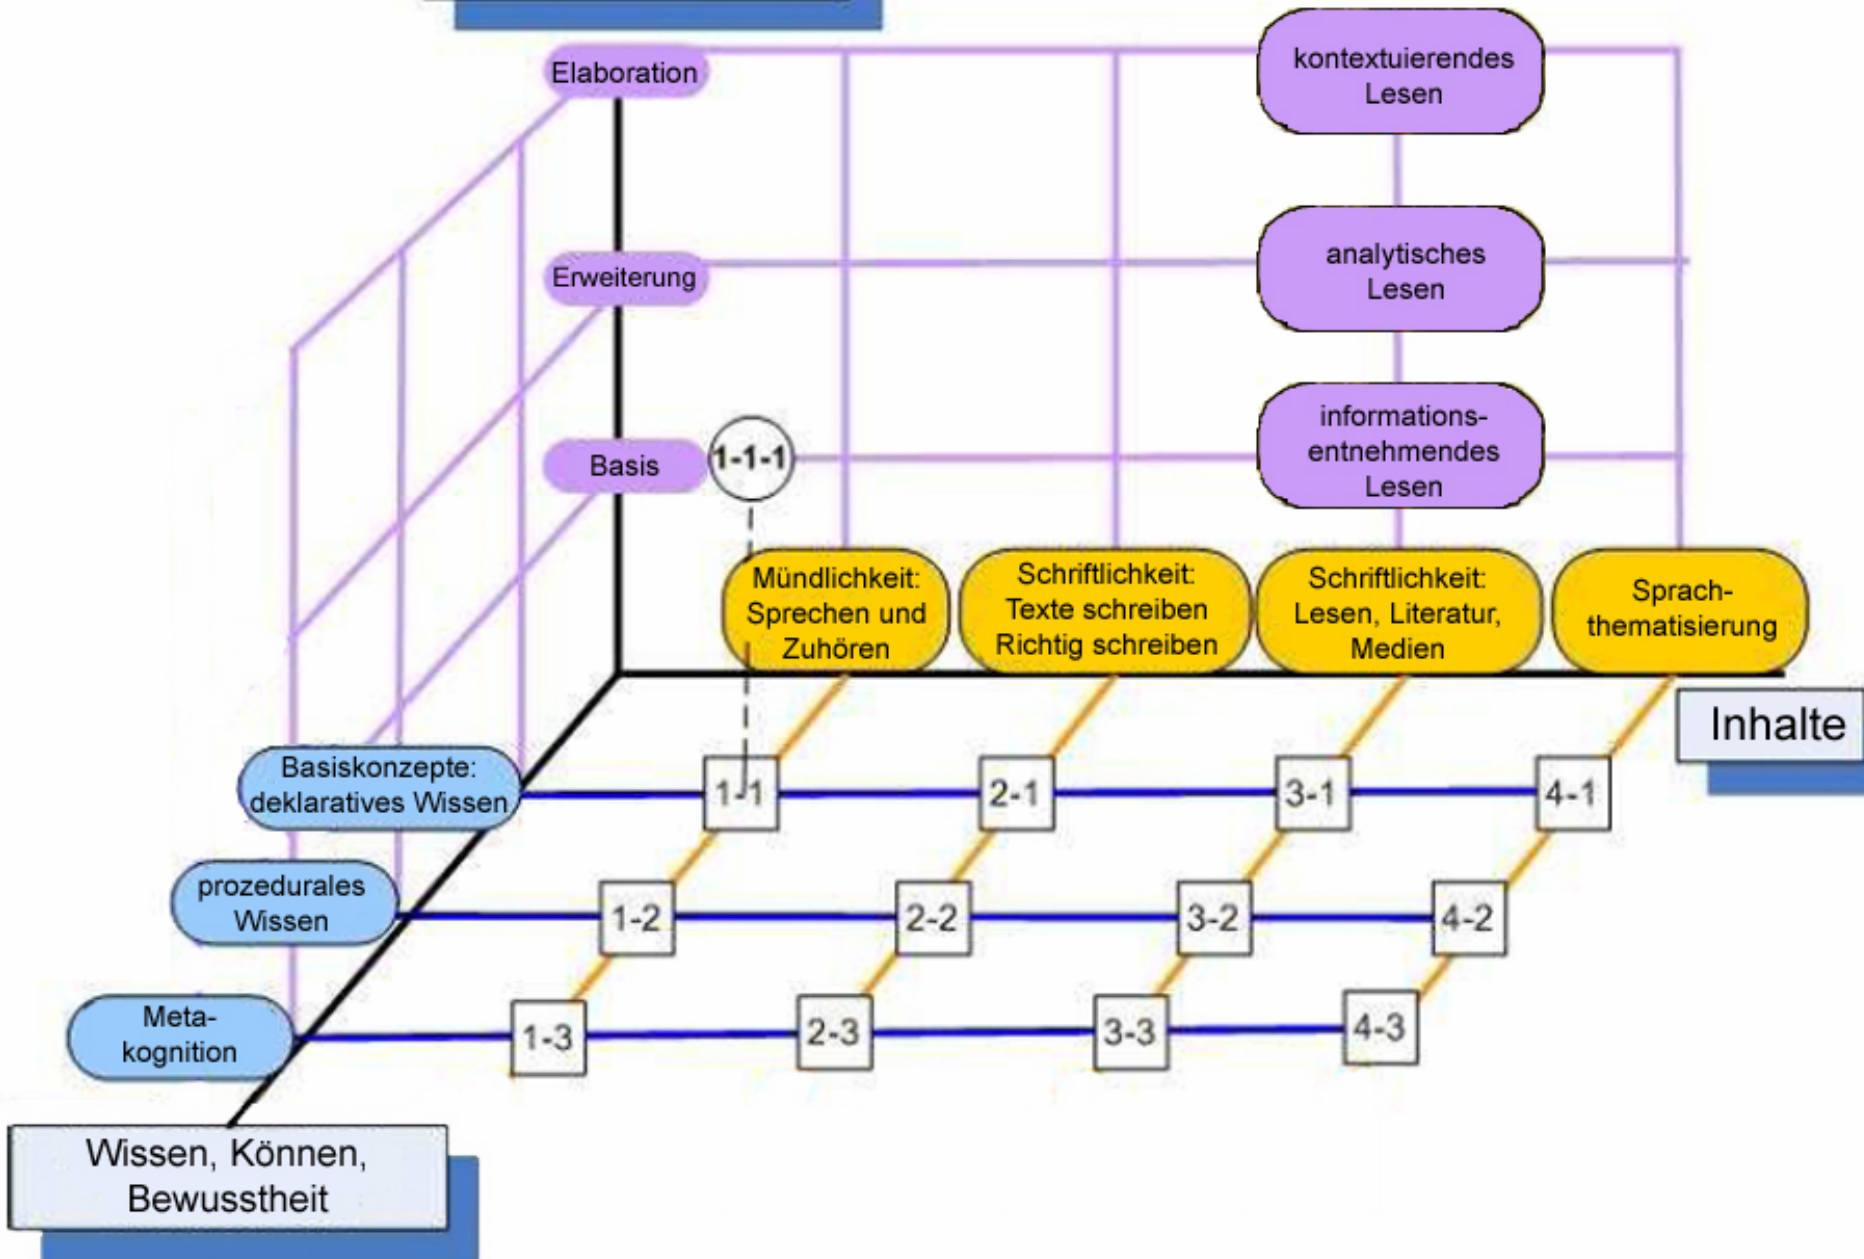 Elaboration
kontextuierendes
Lesen
Erweiterung
analytisches
Lesen
Basis
1-1-1
informations-
entnehmendes
Lesen
Mündlichkeit:
Sprechen und
Zuhören
Schriftlichkeit:
Texte schreiben
Richtig schreiben
Schriftlichkeit:
Lesen, Literatur,
Medien
Sprach-
thematisierung
Inhalte
Basiskonzepte:
deklaratives Wissen
1-1
2-1
3-1
4-1
prozedurales
Wissen
1-2
2-2
3-2
4-2
Meta-
kognition
1-3
2-3
3-3
4-3
Wissen, Können,
Bewusstheit